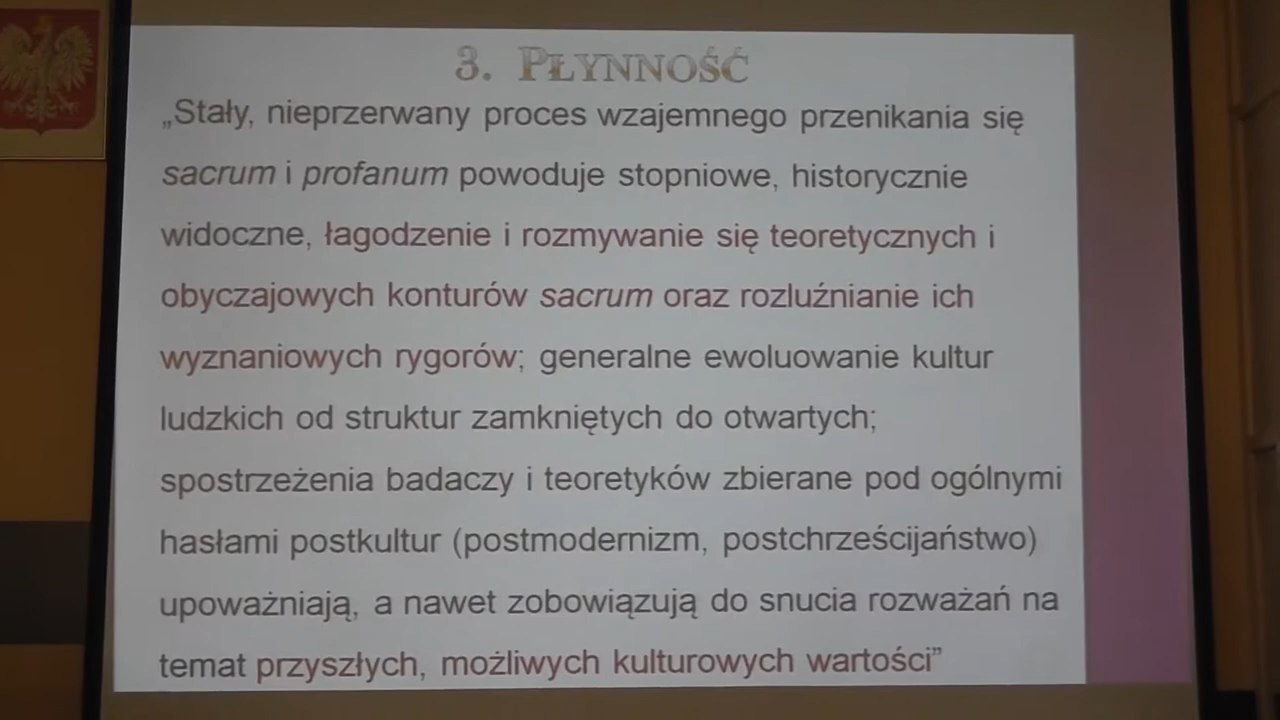 3. PŁYNNOŚĆ
„Stały, nieprzerwany proces wzajemnego przenikania się
sacrum i profanum powoduje stopniowe, historycznie
widoczne, łagodzenie i rozmywanie się teoretycznych i
obyczajowych konturów sacrum oraz rozluźnianie ich
wyznaniowych rygorów; generalne ewoluowanie kultur
ludzkich od struktur zamkniętych do otwartych;
spostrzeżenia badaczy i teoretyków zbierane pod ogólnymi
hasłami postkultur (postmodernizm, postchrześcijaństwo)
upoważniają, a nawet zobowiązują do snucia rozważań na
temat przyszłych, możliwych kulturowych wartości”